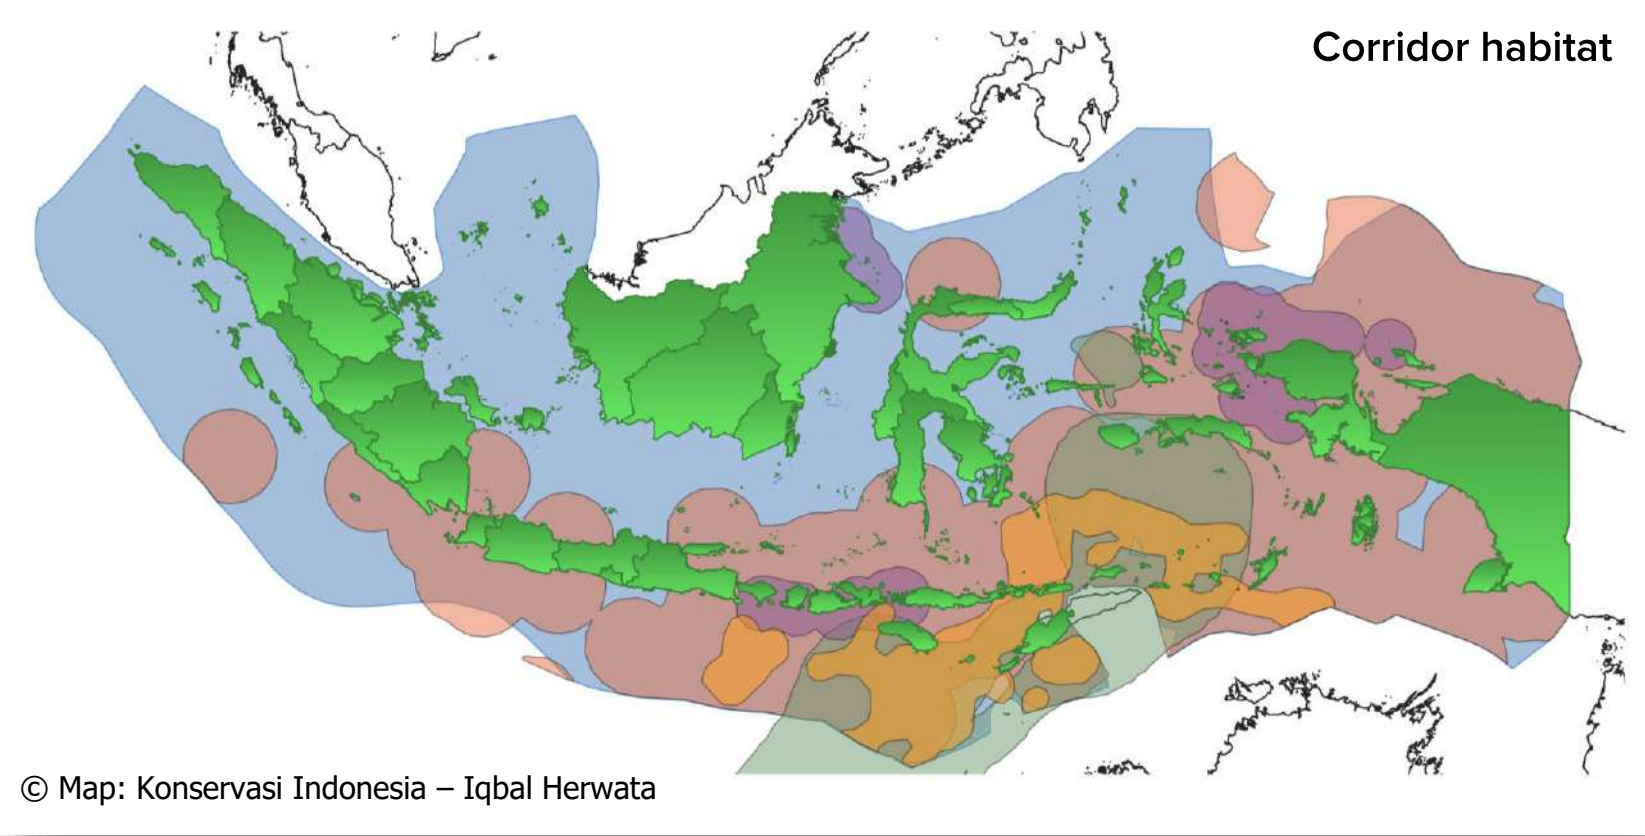 Corridor habitat
© Map: Konservasi Indonesia – Iqbal Herwata